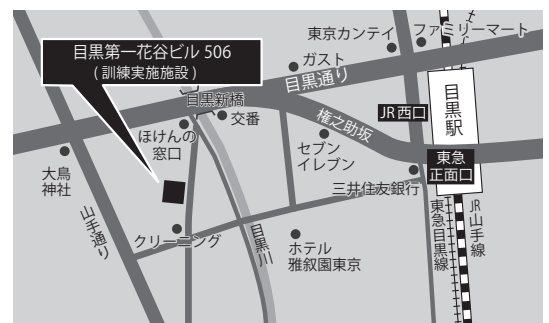 目黒第一花谷ビル 506
(訓練実施施設)
東京カンテイ
ファミリーマート
ガスト
目黒通り
目黒新橋
交番
権之助坂
JR西口
目黒駅
ほけんの
窓口
セブン
イレブン
東急
正面口
大鳥
神社
三井住友銀行
山手通り
クリーニング
目黒川
ホテル
雅叙園東京
東急目黒線
JR山手線